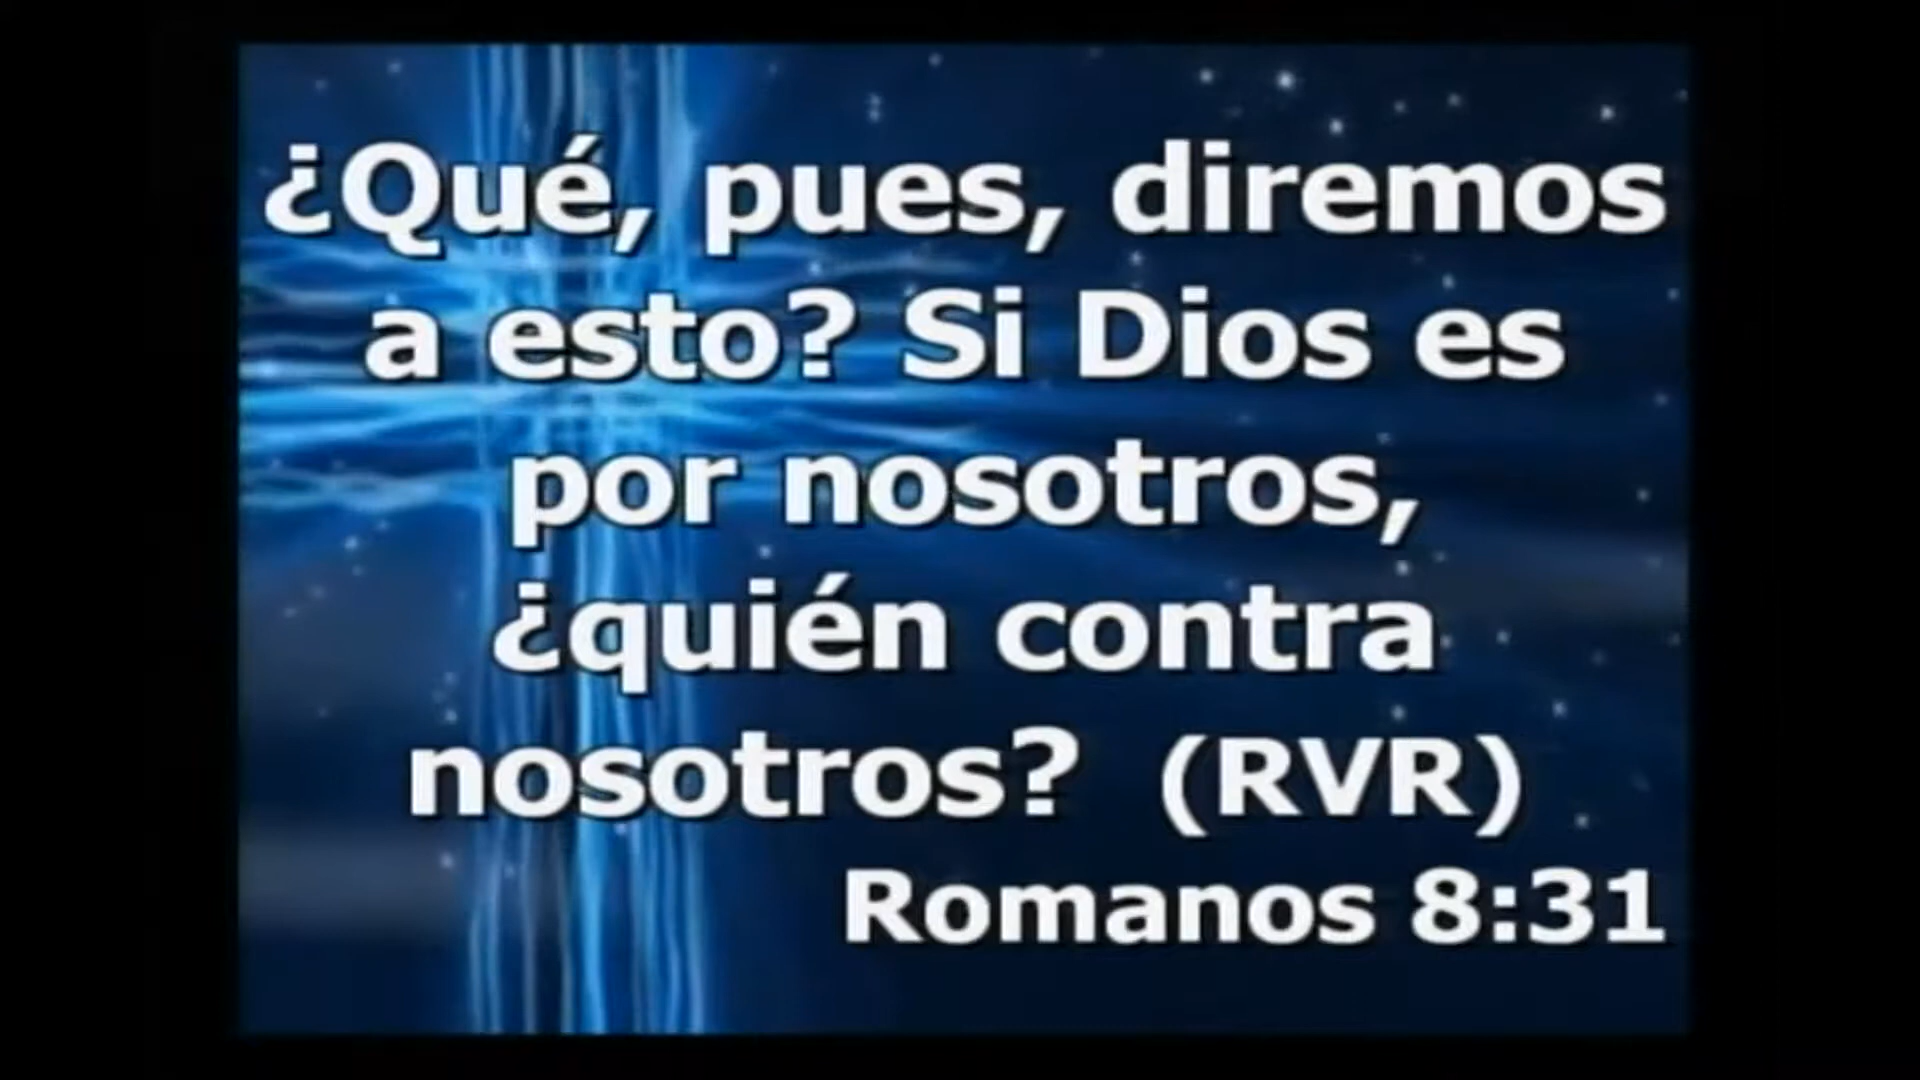 ¿Qué, pues, diremos
a esto? Si Dios es
por nosotros,
¿quién contra
nosotros? (RVR)
Romanos 8:31